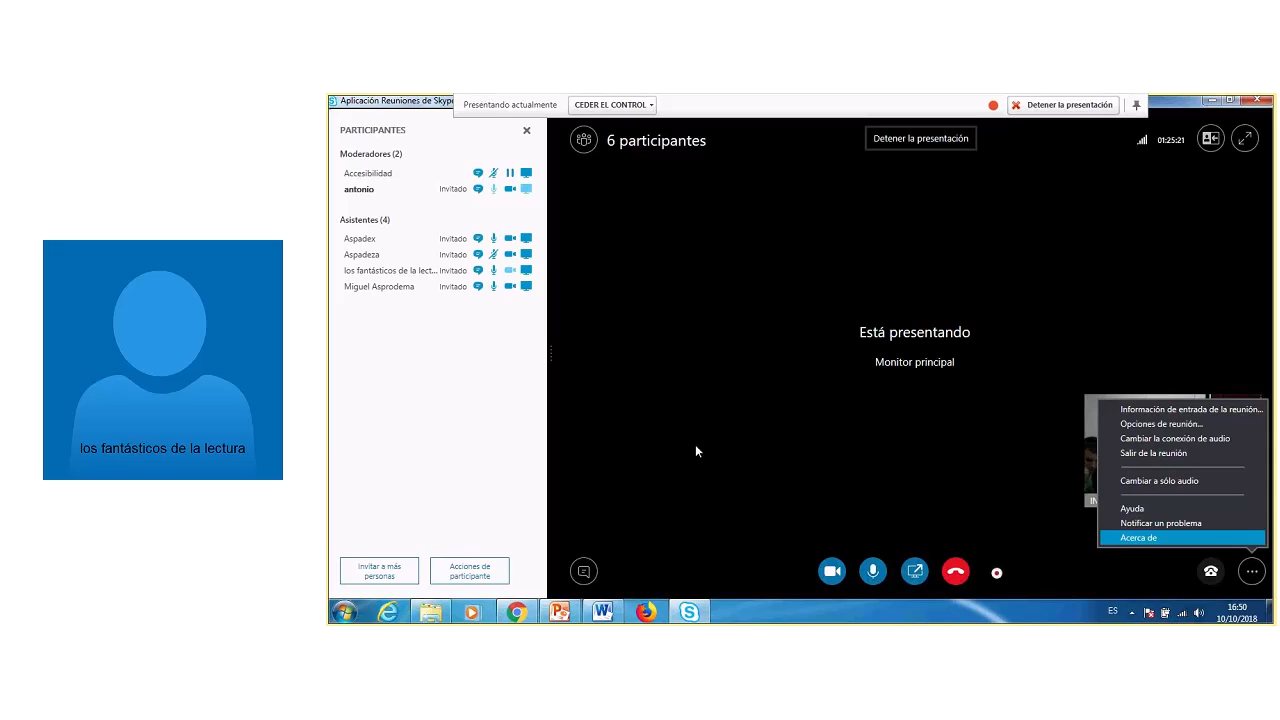 los fantásticos de la lectura
Aplicación Reuniones de Skype
Presentando actualmente
CEDER EL CONTROL
Detener la presentación
PARTICIPANTES
Moderadores (2)
Accesibilidad
antonio Invitado
Asistentes (4)
Aspadex Invitado
Aspadeza Invitado
los fantásticos de la lect... Invitado
Miguel Asprodema Invitado
Invitar a más
personas
Acciones de
participante
6 participantes
Detener la presentación
01:25:21
Está presentando
Monitor principal
Información de entrada de la reunión...
Opciones de reunión...
Cambiar la conexión de audio
Salir de la reunión
Cambiar a sólo audio
Ayuda
Notificar un problema
Acerca de
ES
16:50
10/10/2018